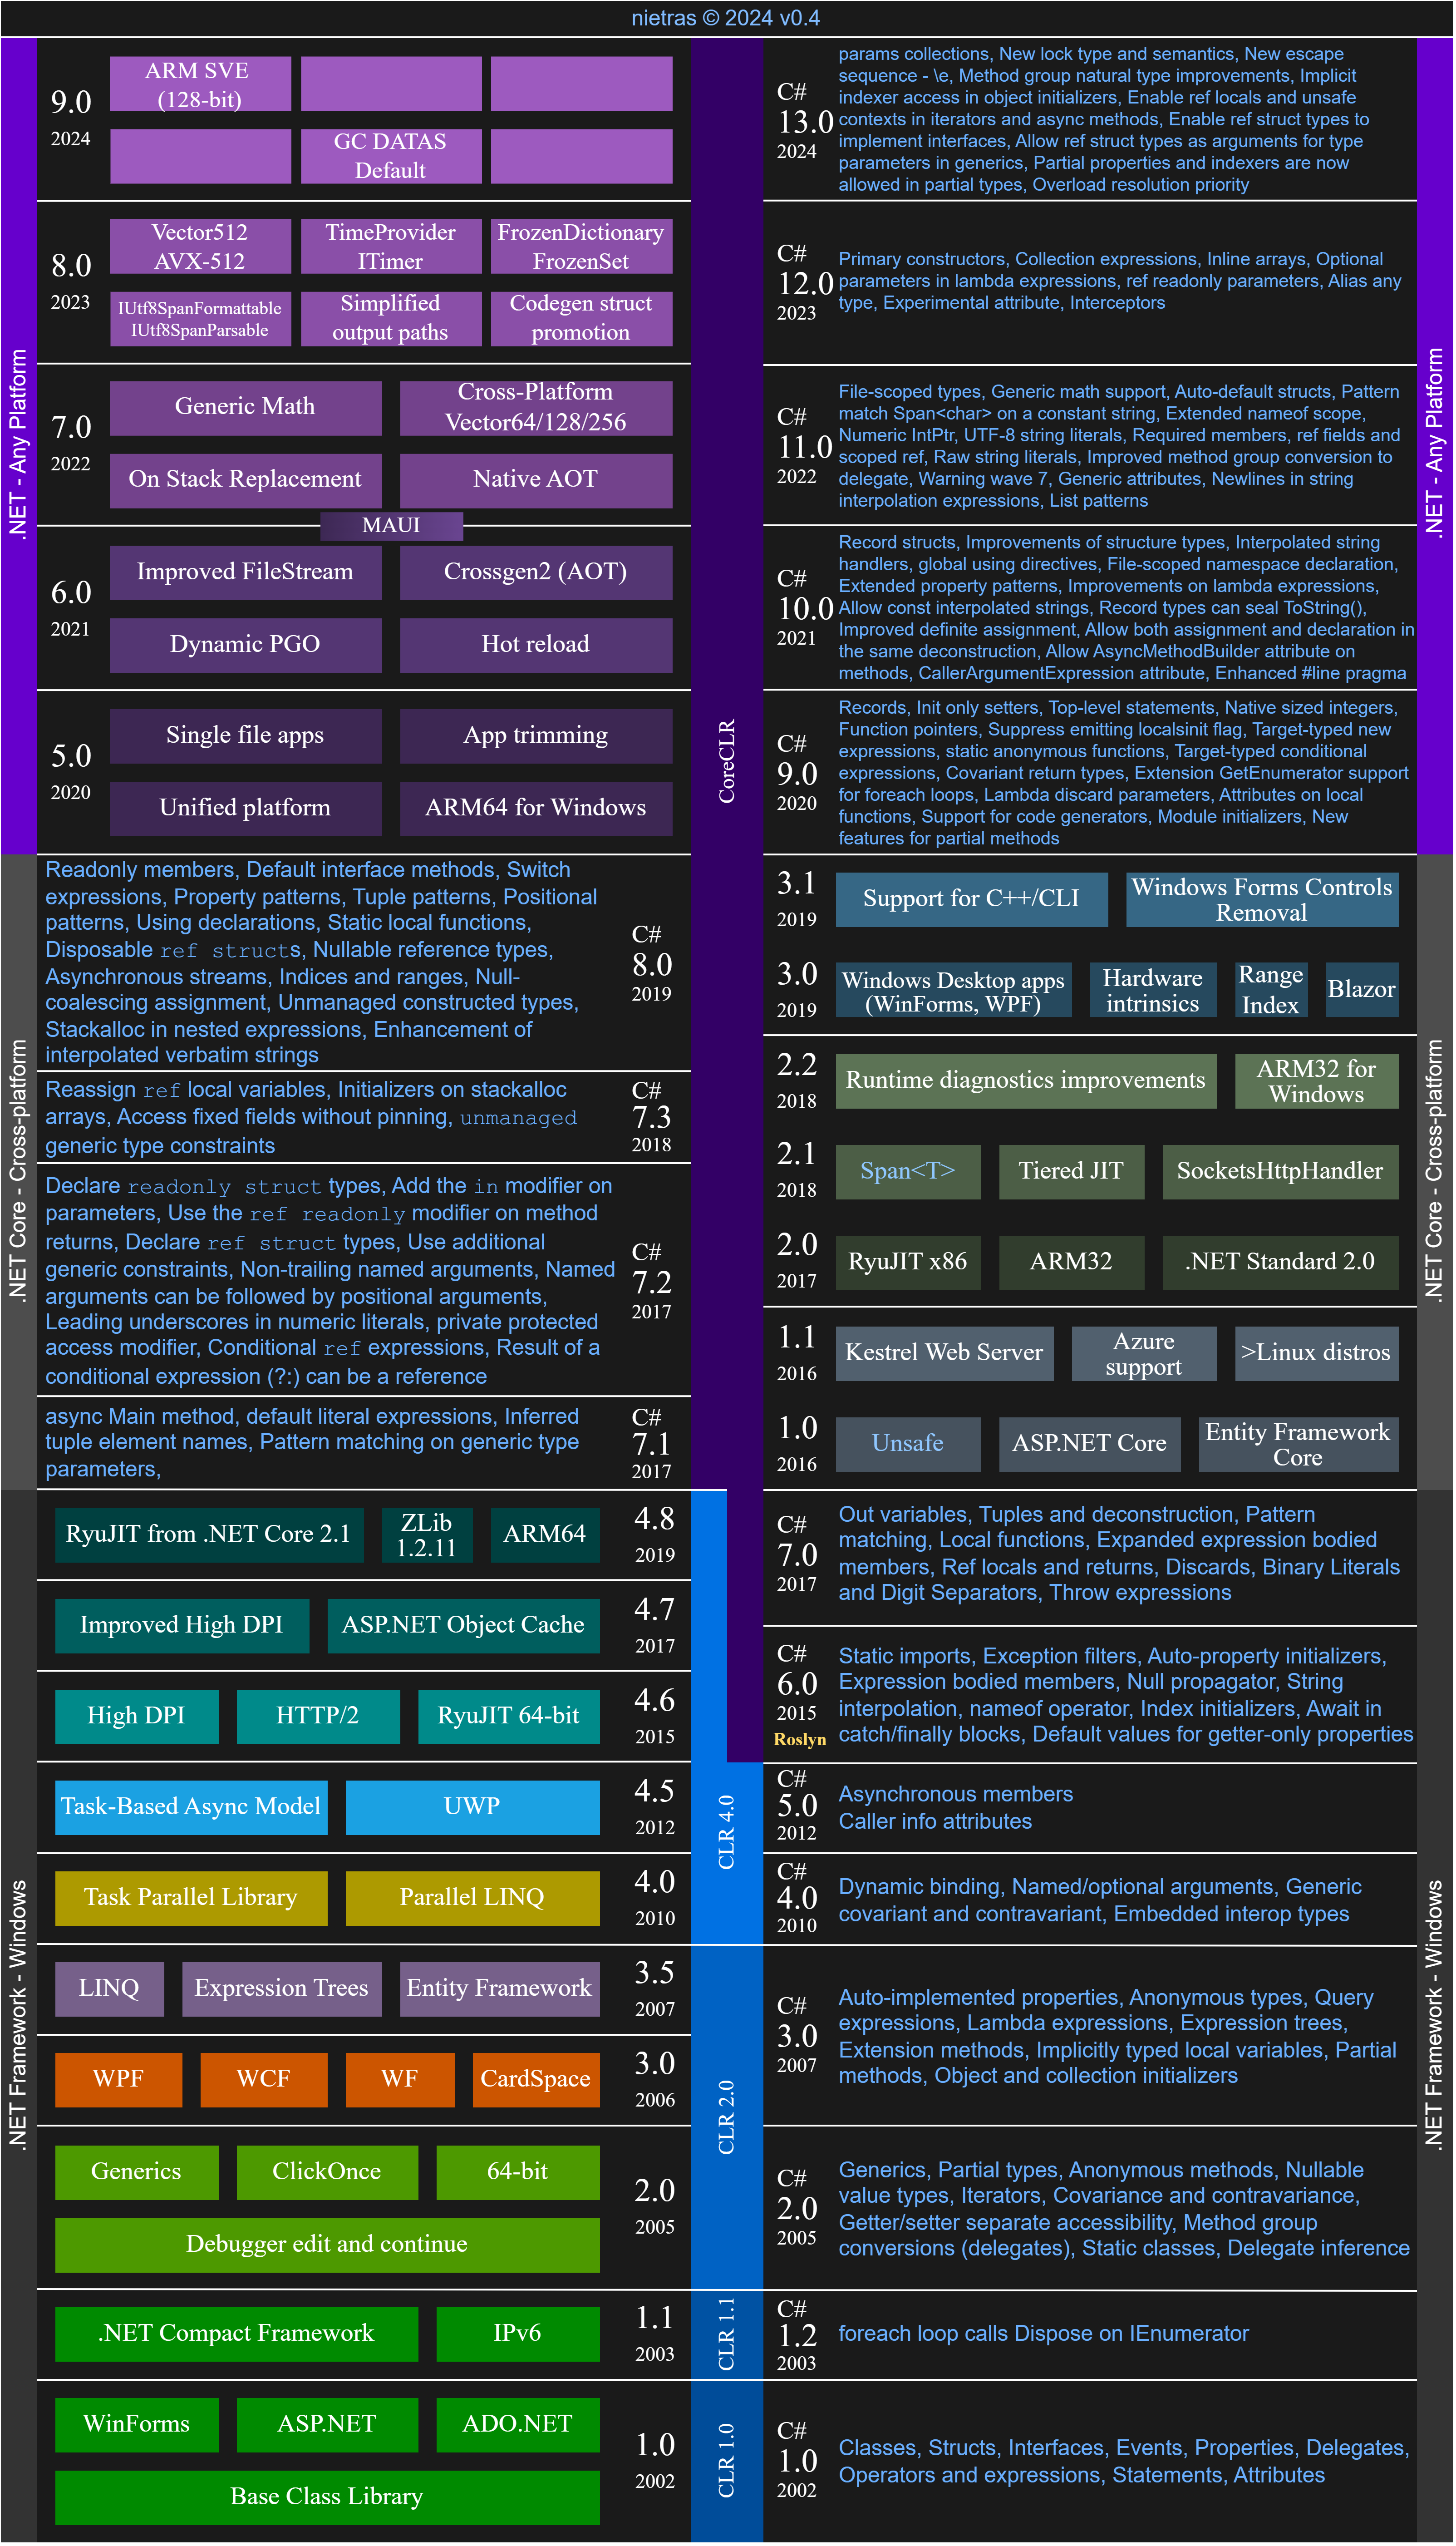 nietras © 2024 v0.4
.NET - Any Platform
9.0
2024
ARM SVE
(128-bit)
GC DATAS
Default
C#
13.0
2024
params collections, New lock type and semantics, New escape
sequence - \e, Method group natural type improvements, Implicit
indexer access in object initializers, Enable ref locals and unsafe
contexts in iterators and async methods, Enable ref struct types to
implement interfaces, Allow ref struct types as arguments for type
parameters in generics, Partial properties and indexers are now
allowed in partial types, Overload resolution priority
.NET - Any Platform
8.0
2023
Vector512
AVX-512
TimeProvider
ITimer
FrozenDictionary
FrozenSet
IUtf8SpanFormattable
IUtf8SpanParsable
Simplified
output paths
Codegen struct
promotion
C#
12.0
2023
Primary constructors, Collection expressions, Inline arrays, Optional
parameters in lambda expressions, ref readonly parameters, Alias any
type, Experimental attribute, Interceptors
7.0
2022
Generic Math
Cross-Platform
Vector64/128/256
On Stack Replacement
Native AOT
C#
11.0
2022
File-scoped types, Generic math support, Auto-default structs, Pattern
match Span<char> on a constant string, Extended nameof scope,
Numeric IntPtr, UTF-8 string literals, Required members, ref fields and
scoped ref, Raw string literals, Improved method group conversion to
delegate, Warning wave 7, Generic attributes, Newlines in string
interpolation expressions, List patterns
MAUI
6.0
2021
Improved FileStream
Crossgen2 (AOT)
Dynamic PGO
Hot reload
C#
10.0
2021
Record structs, Improvements of structure types, Interpolated string
handlers, global using directives, File-scoped namespace declaration,
Extended property patterns, Improvements on lambda expressions,
Allow const interpolated strings, Record types can seal ToString(),
Improved definite assignment, Allow both assignment and declaration in
the same deconstruction, Allow AsyncMethodBuilder attribute on
methods, CallerArgumentExpression attribute, Enhanced #line pragma
5.0
2020
Single file apps
App trimming
Unified platform
ARM64 for Windows
CoreCLR
C#
9.0
2020
Records, Init only setters, Top-level statements, Native sized integers,
Function pointers, Suppress emitting localsinit flag, Target-typed new
expressions, static anonymous functions, Target-typed conditional
expressions, Covariant return types, Extension GetEnumerator support
for foreach loops, Lambda discard parameters, Attributes on local
functions, Support for code generators, Module initializers, New
features for partial methods
.NET Core - Cross-platform
Readonly members, Default interface methods, Switch
expressions, Property patterns, Tuple patterns, Positional
patterns, Using declarations, Static local functions,
Disposable ref structs, Nullable reference types,
Asynchronous streams, Indices and ranges, Null-
coalescing assignment, Unmanaged constructed types,
Stackalloc in nested expressions, Enhancement of
interpolated verbatim strings
C#
8.0
2019
Reassign ref local variables, Initializers on stackalloc
arrays, Access fixed fields without pinning, unmanaged
generic type constraints
C#
7.3
2018
Declare readonly struct types, Add the in modifier on
parameters, Use the ref readonly modifier on method
returns, Declare ref struct types, Use additional
generic constraints, Non-trailing named arguments, Named
arguments can be followed by positional arguments,
Leading underscores in numeric literals, private protected
access modifier, Conditional ref expressions, Result of a
conditional expression (?:) can be a reference
C#
7.2
2017
async Main method, default literal expressions, Inferred
tuple element names, Pattern matching on generic type
parameters,
C#
7.1
2017
3.1
2019
Support for C++/CLI
Windows Forms Controls
Removal
3.0
2019
Windows Desktop apps
(WinForms, WPF)
Hardware
intrinsics
Range
Index
Blazor
2.2
2018
Runtime diagnostics improvements
ARM32 for
Windows
2.1
2018
Span<T>
Tiered JIT
SocketsHttpHandler
2.0
2017
RyuJIT x86
ARM32
.NET Standard 2.0
1.1
2016
Kestrel Web Server
Azure
support
>Linux distros
1.0
2016
Unsafe
ASP.NET Core
Entity Framework
Core
.NET Core - Cross-platform
.NET Framework - Windows
RyuJIT from .NET Core 2.1
ZLib
1.2.11
ARM64
4.8
2019
Improved High DPI
ASP.NET Object Cache
4.7
2017
C#
7.0
2017
Out variables, Tuples and deconstruction, Pattern
matching, Local functions, Expanded expression bodied
members, Ref locals and returns, Discards, Binary Literals
and Digit Separators, Throw expressions
High DPI
HTTP/2
RyuJIT 64-bit
4.6
2015
C#
6.0
2015
Roslyn
Static imports, Exception filters, Auto-property initializers,
Expression bodied members, Null propagator, String
interpolation, nameof operator, Index initializers, Await in
catch/finally blocks, Default values for getter-only properties
Task-Based Async Model
UWP
4.5
2012
CLR 4.0
C#
5.0
2012
Asynchronous members
Caller info attributes
Task Parallel Library
Parallel LINQ
4.0
2010
C#
4.0
2010
Dynamic binding, Named/optional arguments, Generic
covariant and contravariant, Embedded interop types
LINQ
Expression Trees
Entity Framework
3.5
2007
WPF
WCF
WF
CardSpace
3.0
2006
CLR 2.0
C#
3.0
2007
Auto-implemented properties, Anonymous types, Query
expressions, Lambda expressions, Expression trees,
Extension methods, Implicitly typed local variables, Partial
methods, Object and collection initializers
Generics
ClickOnce
64-bit
Debugger edit and continue
2.0
2005
C#
2.0
2005
Generics, Partial types, Anonymous methods, Nullable
value types, Iterators, Covariance and contravariance,
Getter/setter separate accessibility, Method group
conversions (delegates), Static classes, Delegate inference
.NET Compact Framework
IPv6
1.1
2003
CLR 1.1
C#
1.2
2003
foreach loop calls Dispose on IEnumerator
WinForms
ASP.NET
ADO.NET
Base Class Library
1.0
2002
CLR 1.0
C#
1.0
2002
Classes, Structs, Interfaces, Events, Properties, Delegates,
Operators and expressions, Statements, Attributes
.NET Framework - Windows